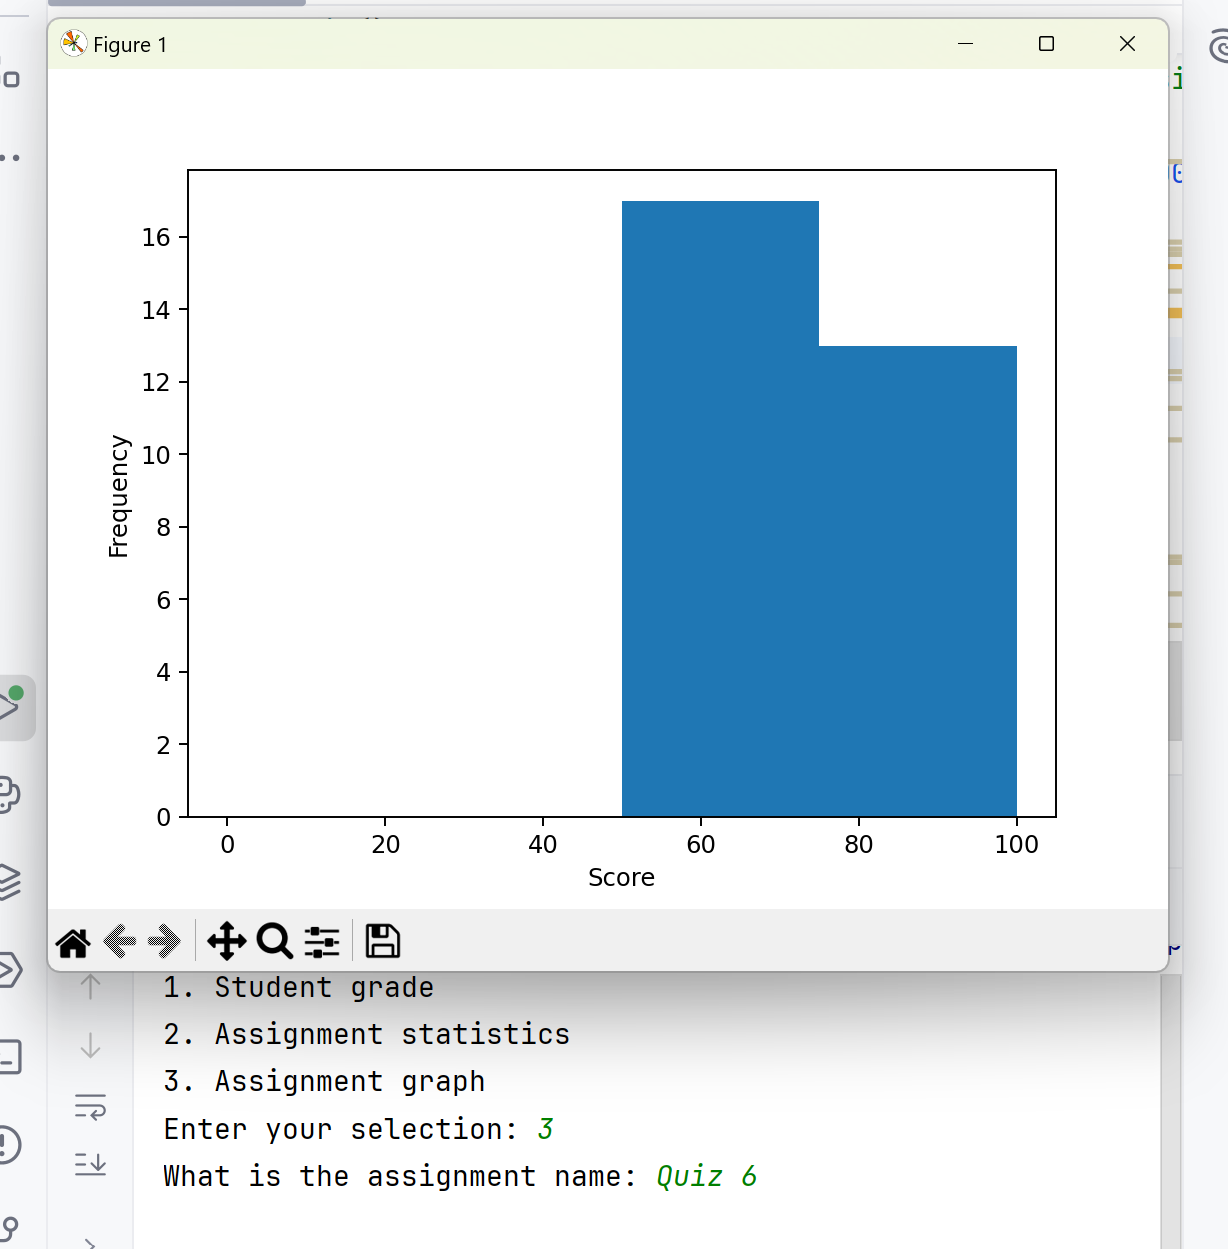 Figure 1
16
14
12
10
8
6
4
2
0
Frequency
0 20 40 60 80 100
Score
1. Student grade
2. Assignment statistics
3. Assignment graph
Enter your selection: 3
What is the assignment name: Quiz 6